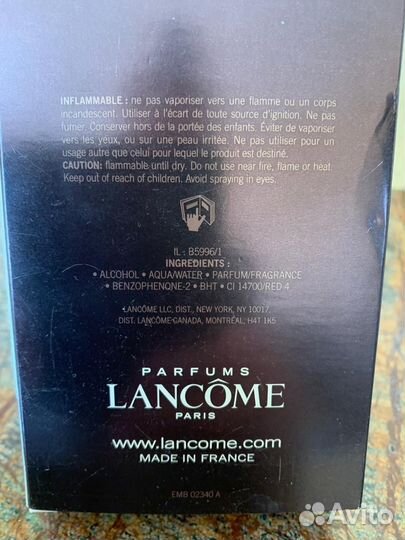 INFLAMMABLE : ne pas vaporiser vers une flamme ou un corps
incandescent. Utiliser à l'écart de toute source d'ignition. Ne pas
fumer. Conserver hors de la portée des enfants. Éviter de vaporiser
vers les yeux, ou sur une peau irritée. Ne pas utiliser pour un
usage autre que celui pour lequel le produit est destiné.
CAUTION: flammable until dry. Do not use near fire, flame or heat.
Keep out of reach of children. Avoid spraying in eyes.
IL : B5996/1
INGREDIENTS :
• ALCOHOL • AQUA/WATER • PARFUM/FRAGRANCE
• BENZOPHENONE-2 • BHT • CI 14700/RED 4
LANCÔME LLC, DIST., NEW YORK, NY 10017.
DIST. LANCÔME CANADA, MONTRÉAL, H4T 1K5
PARFUMS
LANCÔME
PARIS
www.lancome.com
MADE IN FRANCE
EMB 02340 A
Avito